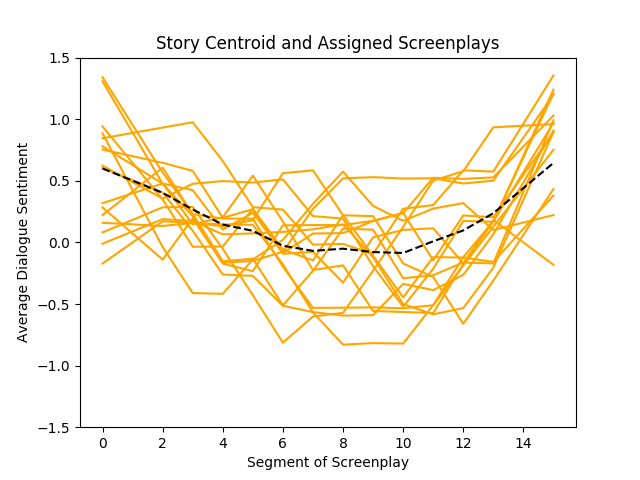 Story Centroid and Assigned Screenplays
1.5
1.0
0.5
0.0
−0.5
−1.0
−1.5
Average Dialogue Sentiment
0 2 4 6 8 10 12 14
Segment of Screenplay